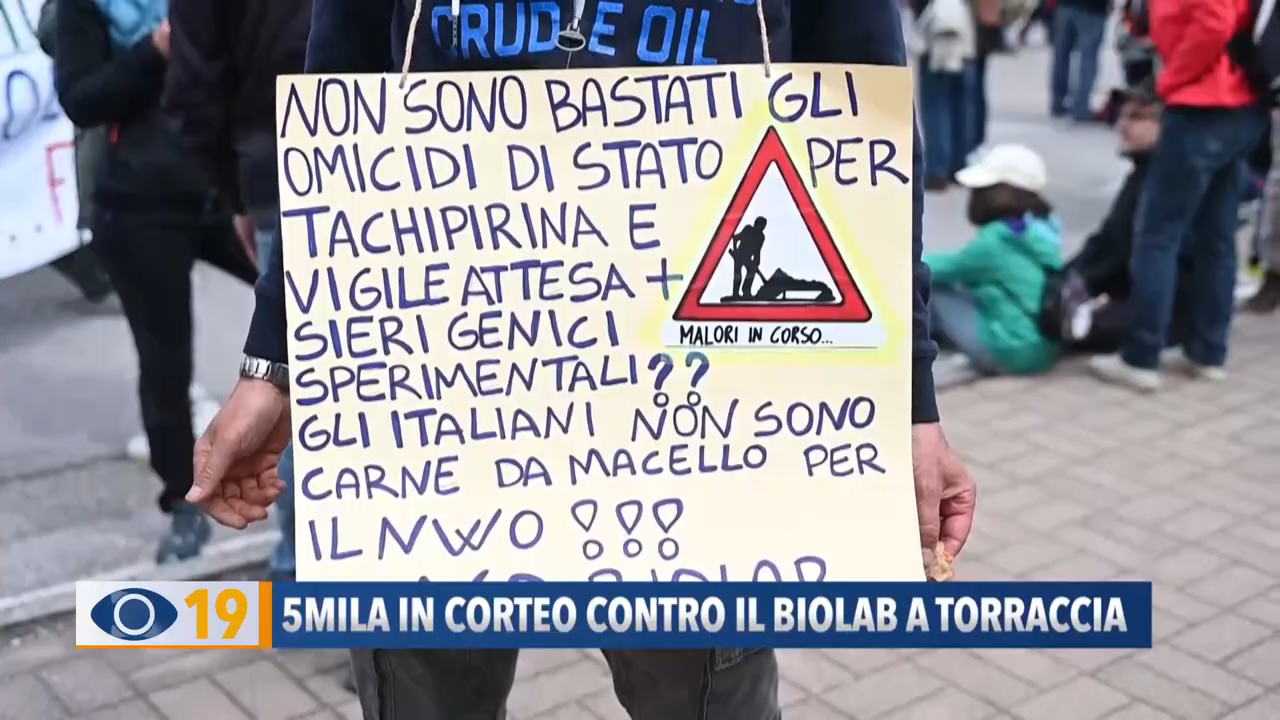 CRUDE OIL
NON SONO BASTATI GLI
OMICIDI DI STATO PER
TACHIPIRINA E
VIGILE ATTESA +
SIERI GENICI
MALORI IN CORSO...
SPERIMENTALI??
GLI ITALIANI NON SONO
CARNE DA MACELLO PER
IL NWO !!!
BIOLAB
19
5MILA IN CORTEO CONTRO IL BIOLAB A TORRACCIA